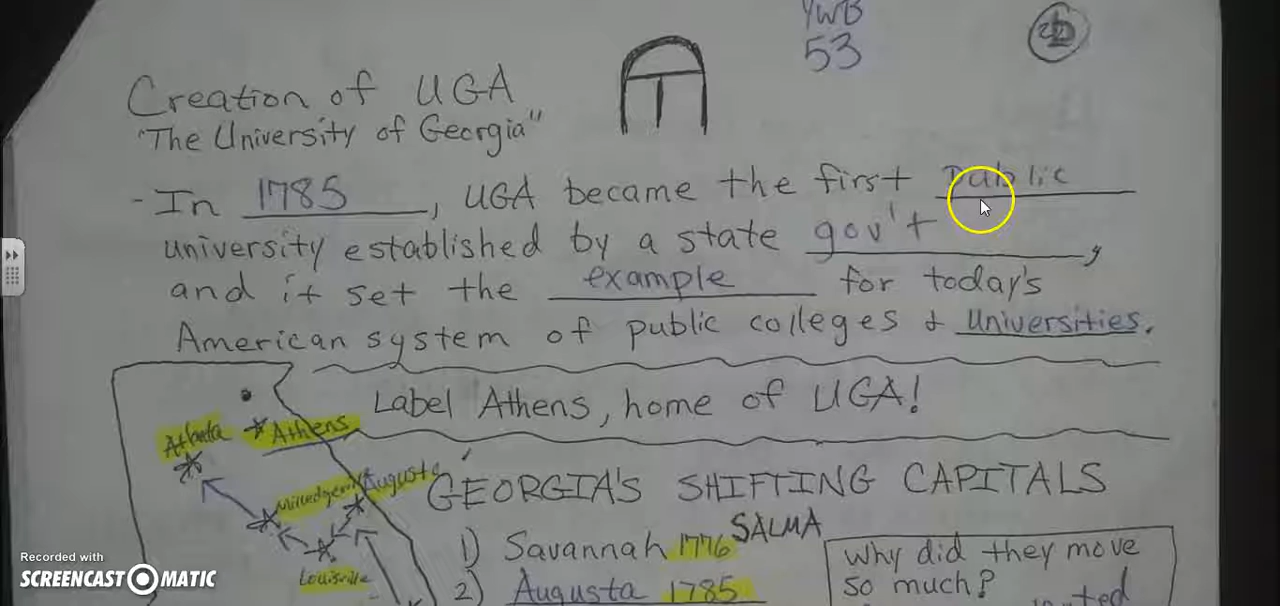 YWB
53
Creation of UGA
"The University of Georgia"
- In 1785, UGA became the first Public
university established by a state gov't,
and it set the example for today's
American system of public colleges & Universities.
Label Athens, home of UGA!
Atlanta
Athens
Augusta
Louisville
GEORGIA'S SHIFTING CAPITALS
SALMA
1) Savannah 1776
2) Augusta 1785
Why did they move
so much?
Recorded with
SCREENCAST MATIC